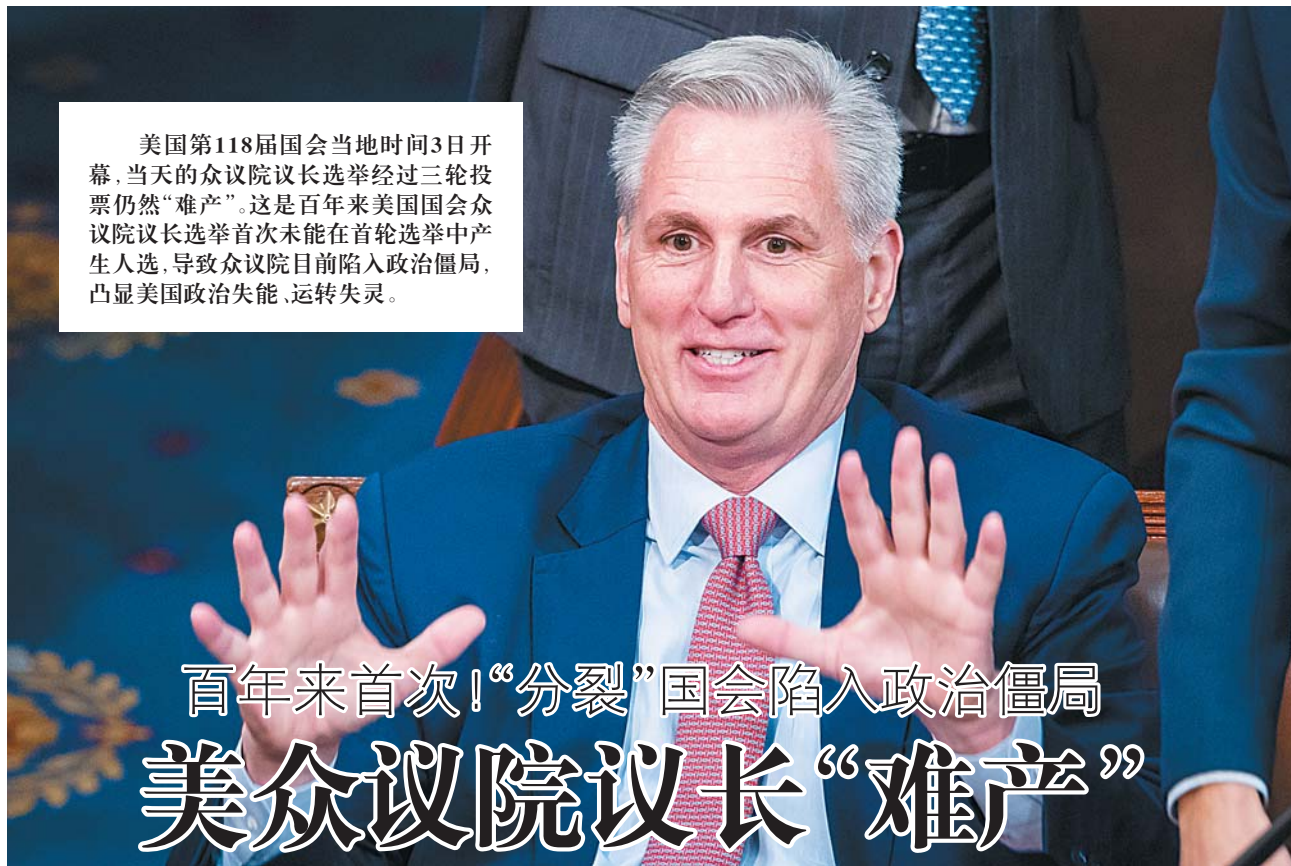 美国第118届国会当地时间3日开
幕,当天的众议院议长选举经过三轮投
票仍然“难产”。这是百年来美国国会众
议院议长选举首次未能在首轮选举中产
生人选,导致众议院目前陷入政治僵局,
凸显美国政治失能、运转失灵。
百年来首次!“分裂”国会陷入政治僵局
美众议院议长“难产”